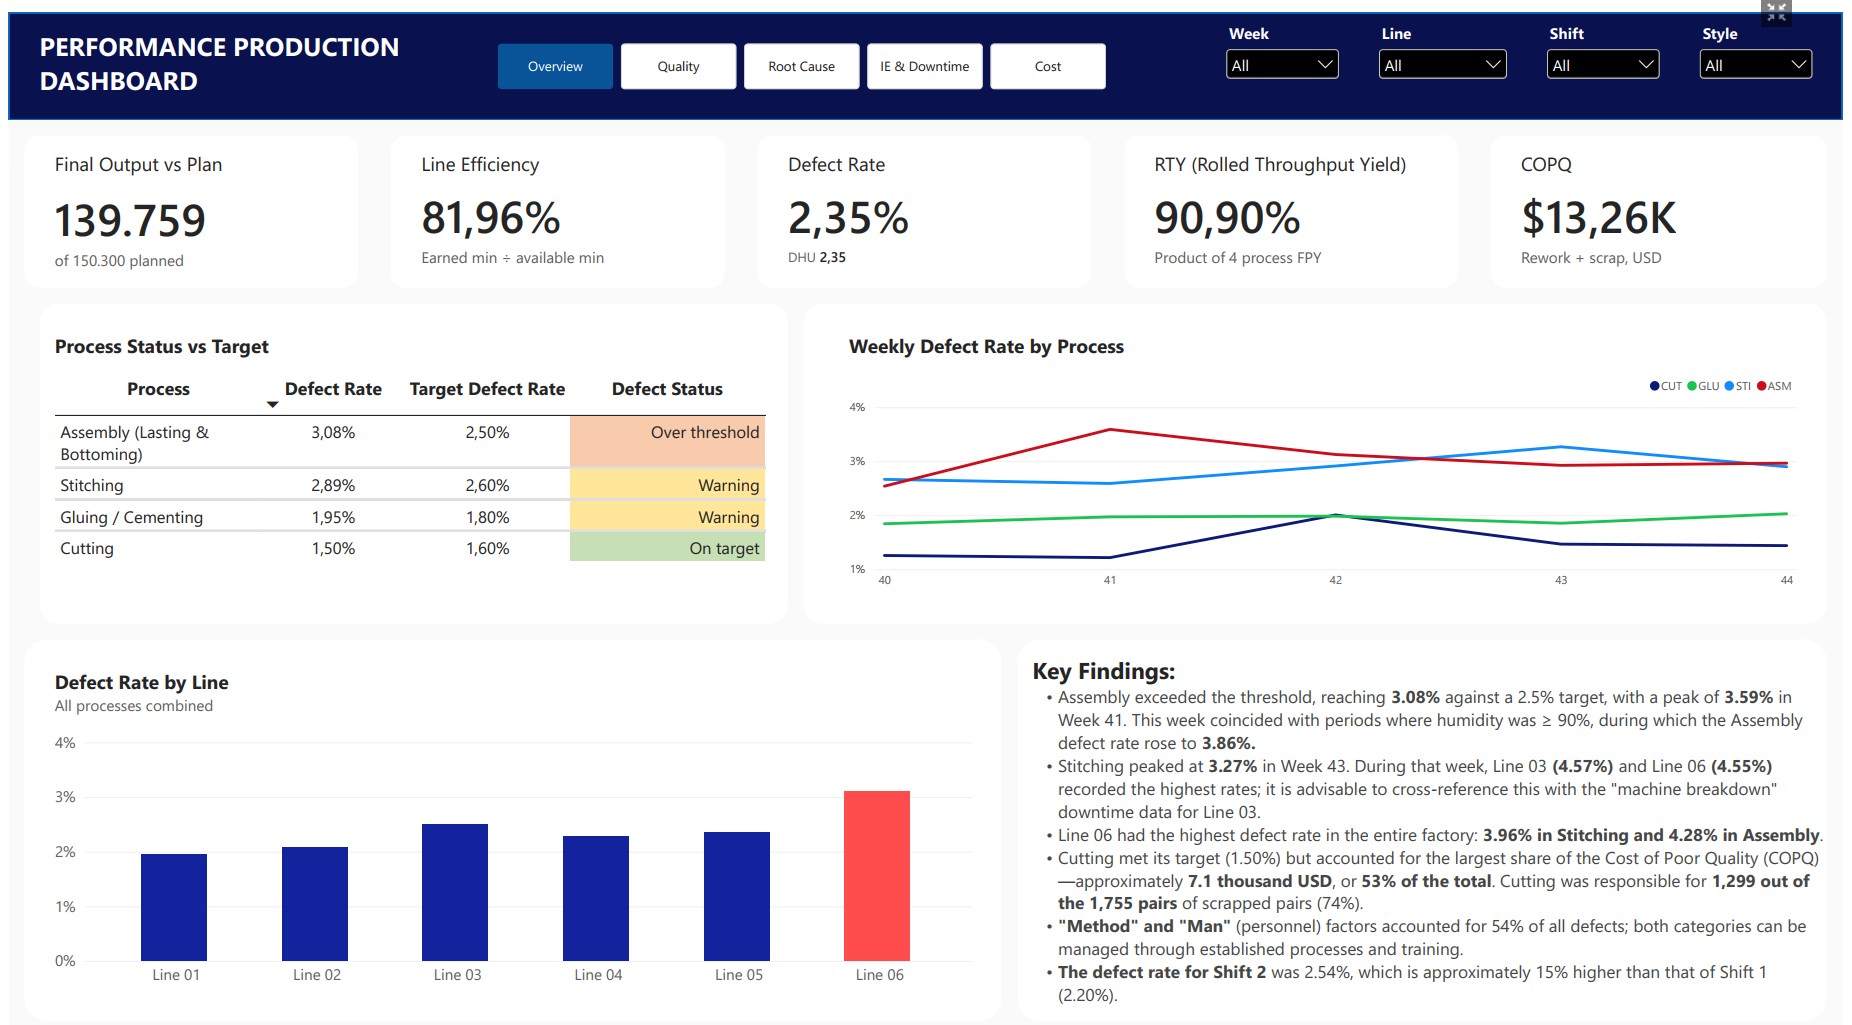 PERFORMANCE PRODUCTION
DASHBOARD
Overview
Quality
Root Cause
IE & Downtime
Cost
Week
Line
Shift
Style
All
All
All
All
Final Output vs Plan
139.759
of 150.300 planned
Line Efficiency
81,96%
Earned min ÷ available min
Defect Rate
2,35%
DHU 2,35
RTY (Rolled Throughput Yield)
90,90%
Product of 4 process FPY
COPQ
$13,26K
Rework + scrap, USD
Process Status vs Target
Process Defect Rate Target Defect Rate Defect Status
Assembly (Lasting & 3,08% 2,50% Over threshold
Bottoming)
Stitching 2,89% 2,60% Warning
Gluing / Cementing 1,95% 1,80% Warning
Cutting 1,50% 1,60% On target
Weekly Defect Rate by Process
CUT GLU STI ASM
4%
3%
2%
1%
40 41 42 43 44
Defect Rate by Line
All processes combined
4%
3%
2%
1%
0%
Line 01 Line 02 Line 03 Line 04 Line 05 Line 06
Key Findings:
• Assembly exceeded the threshold, reaching 3.08% against a 2.5% target, with a peak of 3.59% in
Week 41. This week coincided with periods where humidity was ≥ 90%, during which the Assembly
defect rate rose to 3.86%.
• Stitching peaked at 3.27% in Week 43. During that week, Line 03 (4.57%) and Line 06 (4.55%)
recorded the highest rates; it is advisable to cross-reference this with the "machine breakdown"
downtime data for Line 03.
• Line 06 had the highest defect rate in the entire factory: 3.96% in Stitching and 4.28% in Assembly.
• Cutting met its target (1.50%) but accounted for the largest share of the Cost of Poor Quality (COPQ)
—approximately 7.1 thousand USD, or 53% of the total. Cutting was responsible for 1,299 out of
the 1,755 pairs of scrapped pairs (74%).
• "Method" and "Man" (personnel) factors accounted for 54% of all defects; both categories can be
managed through established processes and training.
• The defect rate for Shift 2 was 2.54%, which is approximately 15% higher than that of Shift 1
(2.20%).